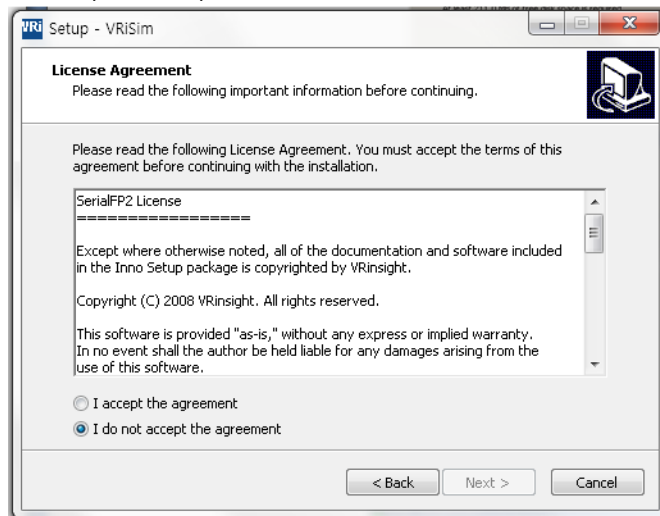 VRi Setup - VRiSim
License Agreement
Please read the following important information before continuing.
Please read the following License Agreement. You must accept the terms of this
agreement before continuing with the installation.
SerialFP2 License
==================
Except where otherwise noted, all of the documentation and software included
in the Inno Setup package is copyrighted by VRinsight.
Copyright (C) 2008 VRinsight. All rights reserved.
This software is provided "as-is," without any express or implied warranty.
In no event shall the author be held liable for any damages arising from the
use of this software.
I accept the agreement
I do not accept the agreement
< Back Next > Cancel